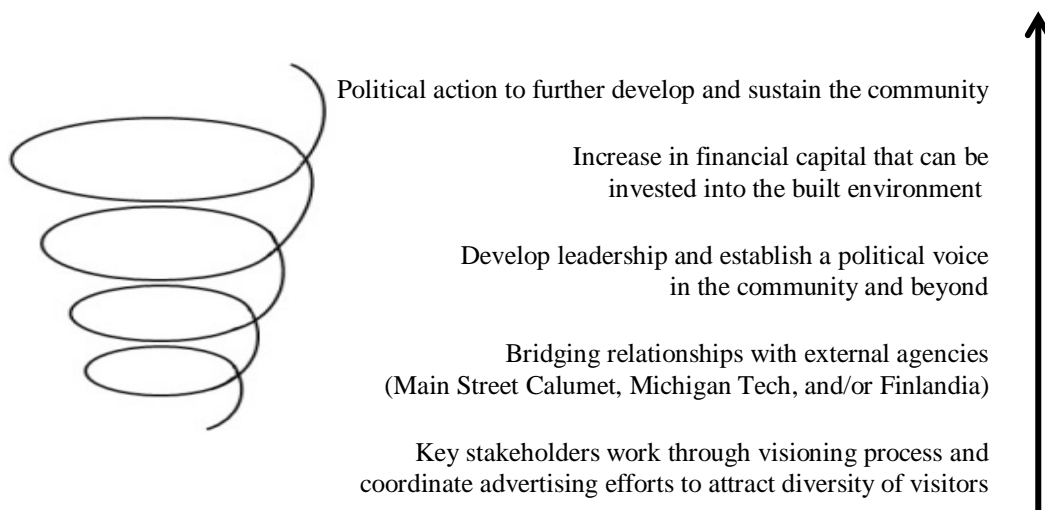 Political action to further develop and sustain the community
Increase in financial capital that can be
invested into the built environment
Develop leadership and establish a political voice
in the community and beyond
Bridging relationships with external agencies
(Main Street Calumet, Michigan Tech, and/or Finlandia)
Key stakeholders work through visioning process and
coordinate advertising efforts to attract diversity of visitors